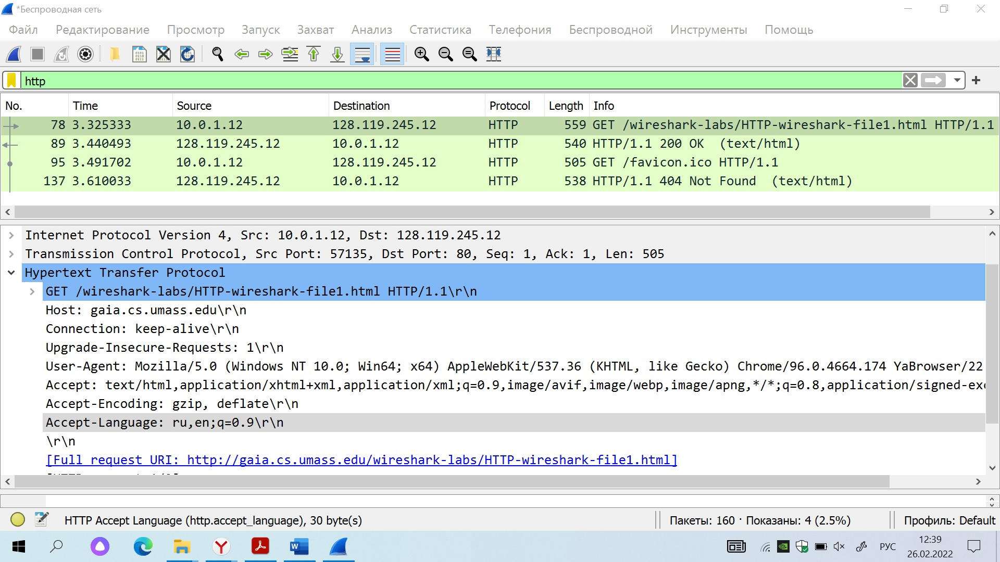 *Беспроводная сеть
Файл Редактирование Просмотр Запуск Захват Анализ Статистика Телефония Беспроводной Инструменты Помощь
http
No. Time Source Destination Protocol Length Info
78 3.325333 10.0.1.12 128.119.245.12 HTTP 559 GET /wireshark-labs/HTTP-wireshark-file1.html HTTP/1.1
89 3.440493 128.119.245.12 10.0.1.12 HTTP 540 HTTP/1.1 200 OK (text/html)
95 3.491702 10.0.1.12 128.119.245.12 HTTP 505 GET /favicon.ico HTTP/1.1
137 3.610033 128.119.245.12 10.0.1.12 HTTP 538 HTTP/1.1 404 Not Found (text/html)
Internet Protocol Version 4, Src: 10.0.1.12, Dst: 128.119.245.12
Transmission Control Protocol, Src Port: 57135, Dst Port: 80, Seq: 1, Ack: 1, Len: 505
Hypertext Transfer Protocol
GET /wireshark-labs/HTTP-wireshark-file1.html HTTP/1.1\r\n
Host: gaia.cs.umass.edu\r\n
Connection: keep-alive\r\n
Upgrade-Insecure-Requests: 1\r\n
User-Agent: Mozilla/5.0 (Windows NT 10.0; Win64; x64) AppleWebKit/537.36 (KHTML, like Gecko) Chrome/96.0.4664.174 YaBrowser/22
Accept: text/html,application/xhtml+xml,application/xml;q=0.9,image/avif,image/webp,image/apng,*/*;q=0.8,application/signed-exc
Accept-Encoding: gzip, deflate\r\n
Accept-Language: ru,en;q=0.9\r\n
\r\n
[Full request URI: http://gaia.cs.umass.edu/wireshark-labs/HTTP-wireshark-file1.html]
HTTP Accept Language (http.accept_language), 30 byte(s)
Пакеты: 160 · Показаны: 4 (2.5%)
Профиль: Default
РУС
12:39
26.02.2022